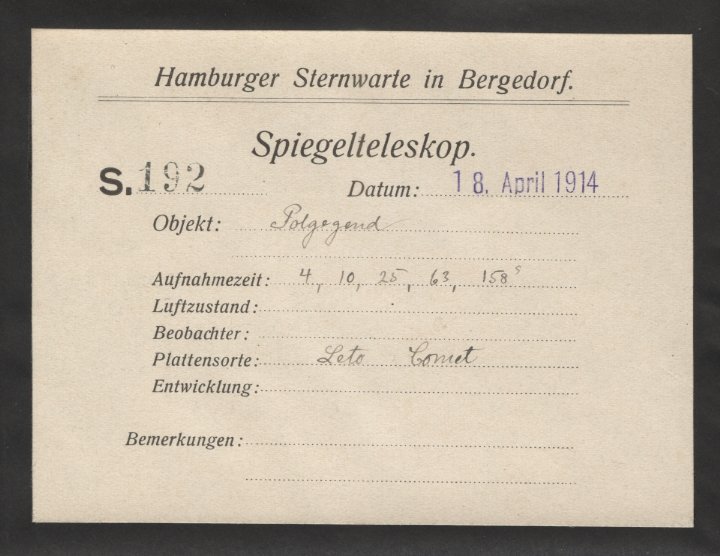 Hamburger Sternwarte in Bergedorf.
Spiegelteleskop.
S. 192
Datum: 18. April 1914
Objekt: Polgegend
Aufnahmezeit: 4, 10, 25, 63, 158 s
Luftzustand:
Beobachter:
Plattensorte: Leto Comet
Entwicklung:
Bemerkungen: